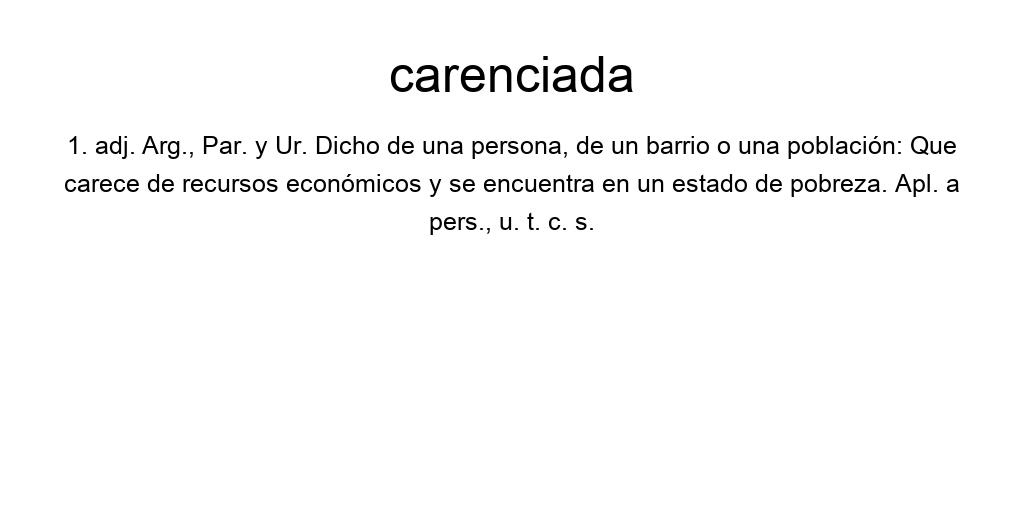 carenciada
1. adj. Arg., Par. y Ur. Dicho de una persona, de un barrio o una población: Que
carece de recursos económicos y se encuentra en un estado de pobreza. Apl. a
pers., u. t. c. s.